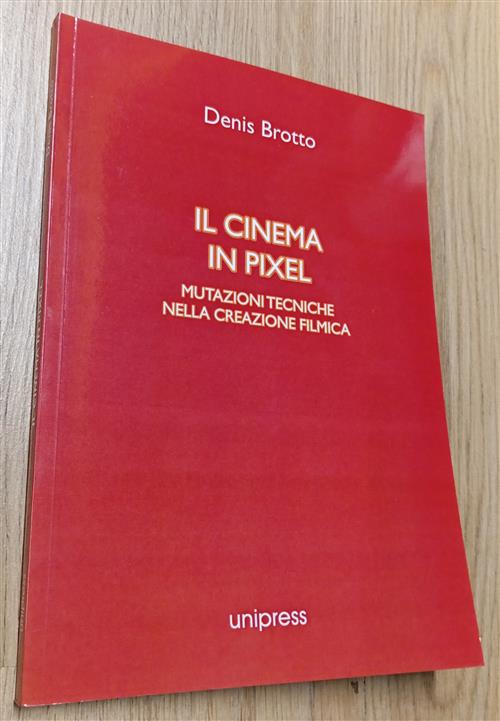 Denis Brotto
IL CINEMA
IN PIXEL
MUTAZIONI TECNICHE
NELLA CREAZIONE FILMICA
unipress